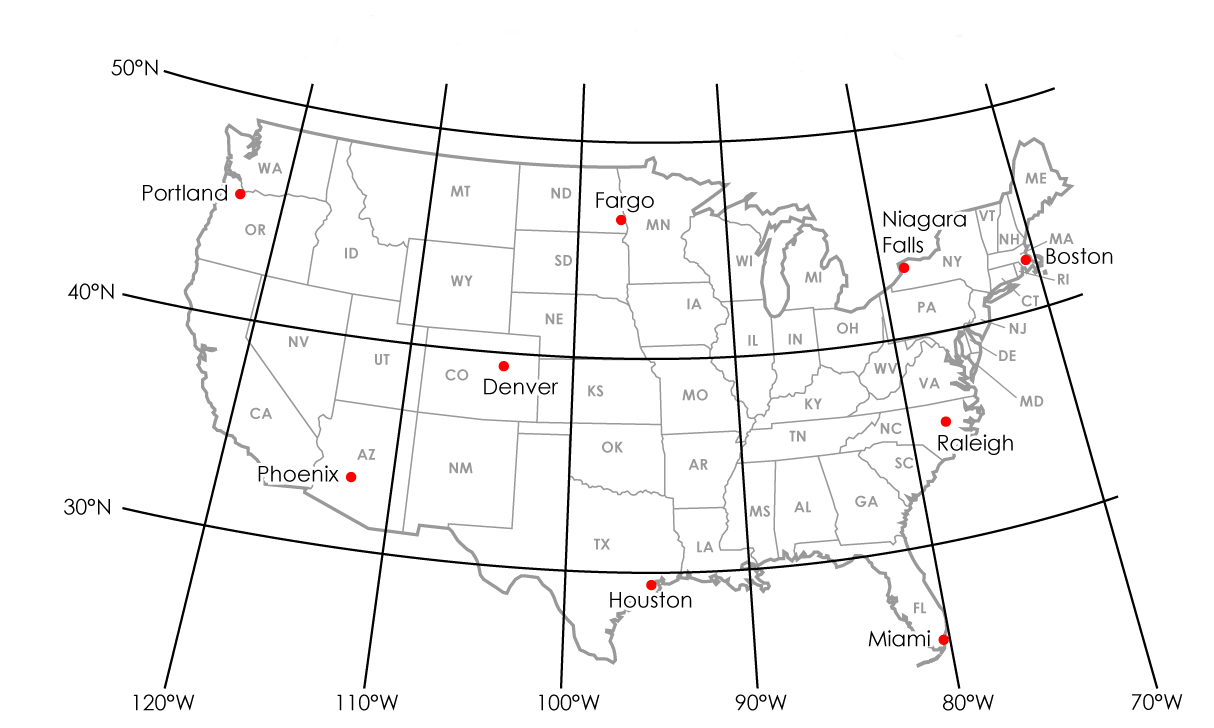 50°N
WA
MT
ND
ME
Portland
Fargo
MN
Niagara
Falls
VT
OR
NH
MA
ID
SD
WI
NY
Boston
WY
MI
RI
40°N
IA
CT
NE
PA
NV
IL
IN
OH
NJ
UT
CO
DE
Denver
KS
WV
VA
MO
KY
MD
CA
TN
NC
Raleigh
OK
AZ
Phoenix
NM
AR
SC
30°N
MS
AL
GA
TX
LA
Houston
FL
Miami
120°W
110°W
100°W
90°W
80°W
70°W